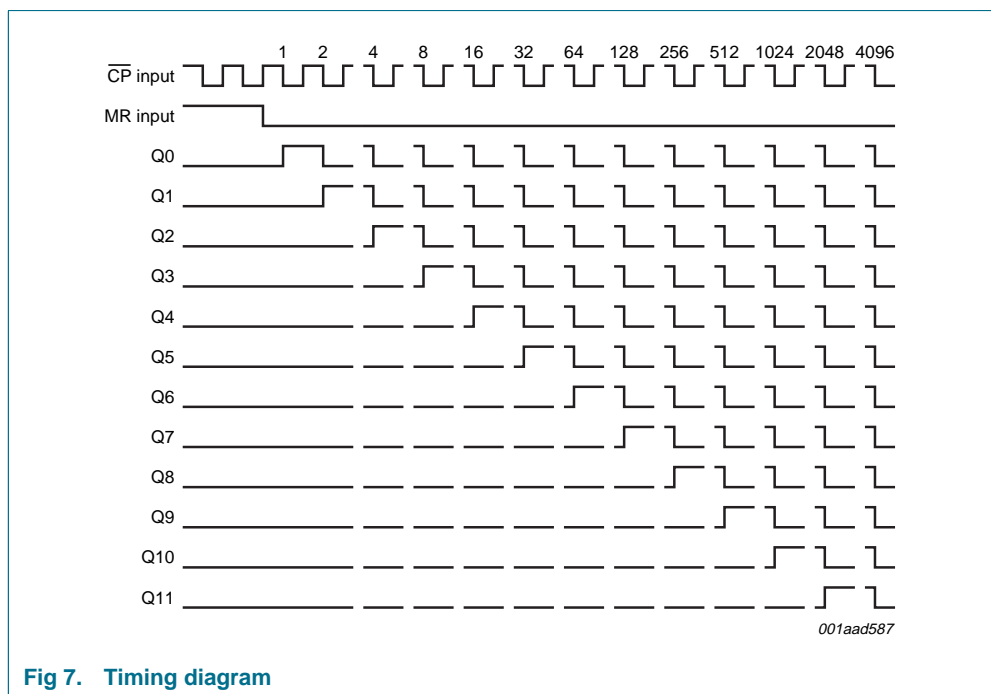 1 2 4 8 16 32 64 128 256 512 1024 2048 4096
CP input
MR input
Q0
Q1
Q2
Q3
Q4
Q5
Q6
Q7
Q8
Q9
Q10
Q11
001aad587
Fig 7. Timing diagram